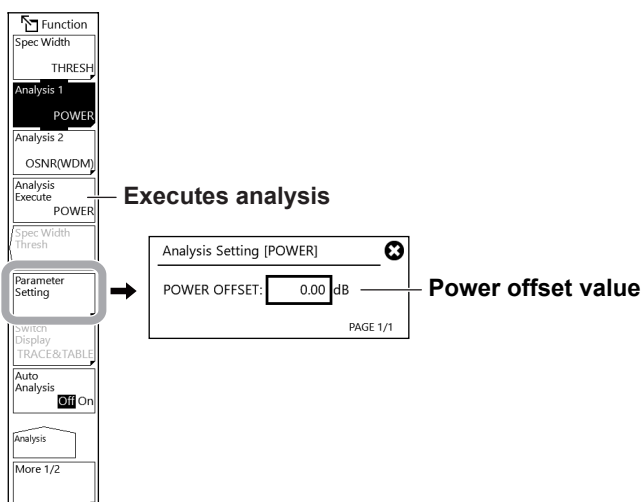 Function
Spec Width
THRESH
Analysis 1
POWER
Analysis 2
OSNR(WDM)
Analysis
Execute
POWER
Executes analysis
Spec Width
Thresh
Parameter
Setting
Analysis Setting [POWER]
POWER OFFSET: 0.00 dB
Power offset value
PAGE 1/1
Switch
Display
TRACE&TABLE
Auto
Analysis
Off On
Analysis
More 1/2